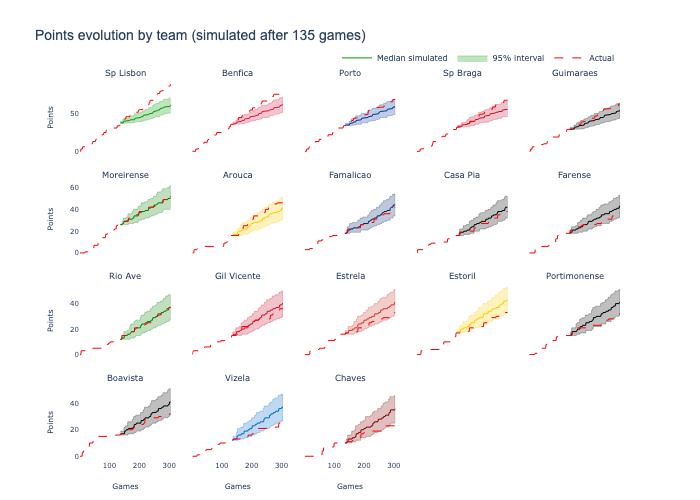 Points evolution by team (simulated after 135 games)
Median simulated 95% interval Actual
Sp Lisbon Benfica Porto Sp Braga Guimaraes
Points
50
0
Moreirense Arouca Famalicao Casa Pia Farense
Points
60
40
20
0
Rio Ave Gil Vicente Estrela Estoril Portimonense
Points
40
20
0
Boavista Vizela Chaves
Points
40
20
0
100 200 300 100 200 300 100 200 300
Games Games Games